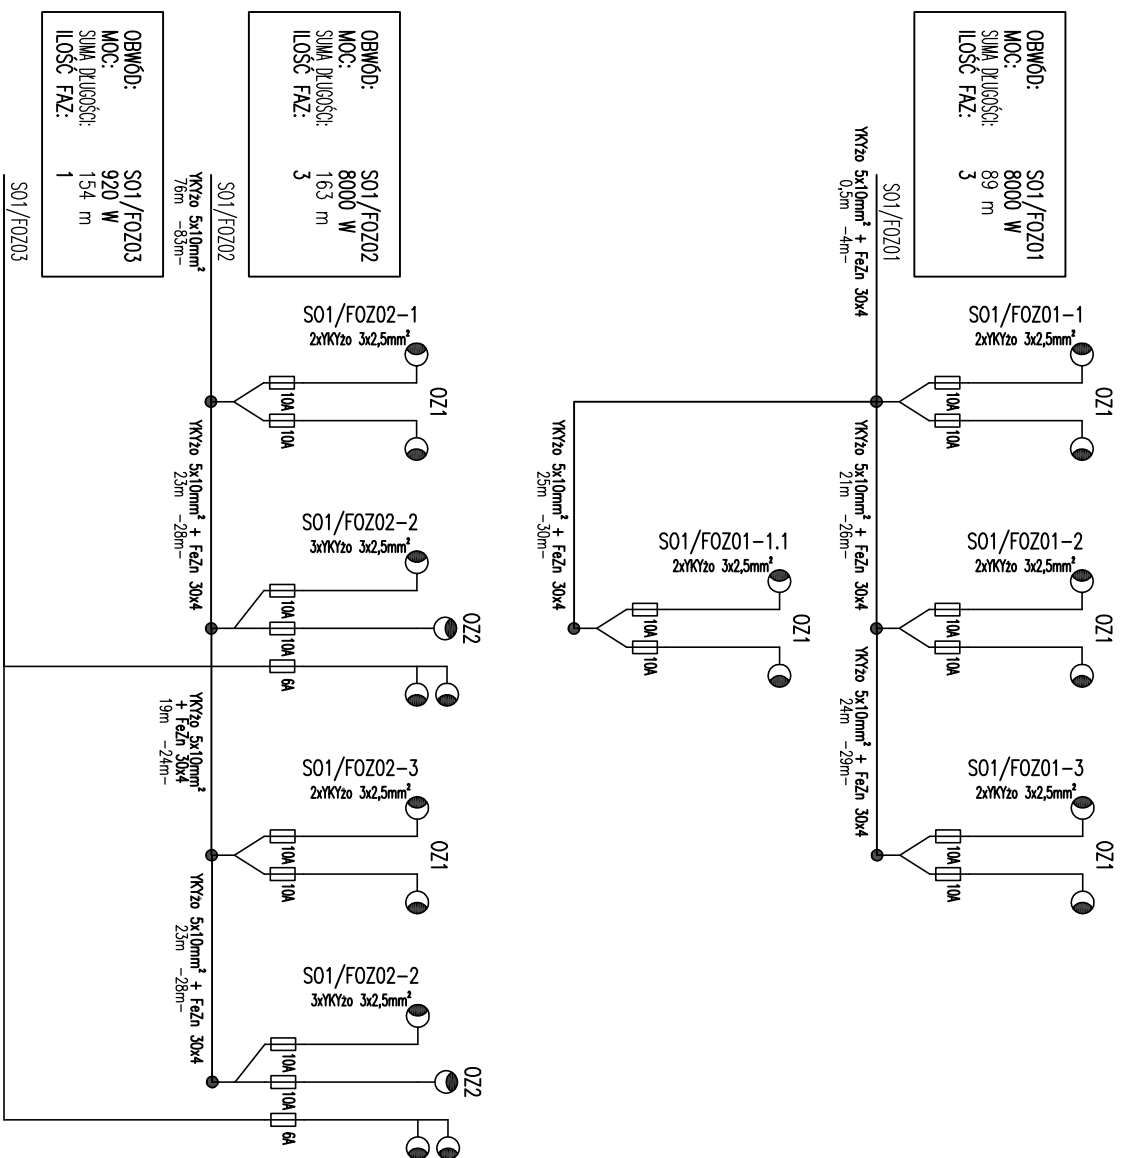 OBWÓD: S01/FOZ01
MOC: 8000 W
SUMA DŁUGOŚCI: 89 m
ILOŚĆ FAZ: 3
S01/FOZ01
YKYżo 5x10mm² + FeZn 30x4
0,5m -4m-
S01/FOZ01-1
2xYKYżo 3x2,5mm²
OZ1
10A
10A
YKYżo 5x10mm² + FeZn 30x4
21m -26m-
S01/FOZ01-2
2xYKYżo 3x2,5mm²
OZ1
10A
10A
YKYżo 5x10mm² + FeZn 30x4
24m -29m-
S01/FOZ01-3
2xYKYżo 3x2,5mm²
OZ1
10A
10A
YKYżo 5x10mm² + FeZn 30x4
25m -30m-
S01/FOZ01-1.1
2xYKYżo 3x2,5mm²
OZ1
10A
10A
OBWÓD: S01/FOZ02
MOC: 8000 W
SUMA DŁUGOŚCI: 163 m
ILOŚĆ FAZ: 3
S01/FOZ02
YKYżo 5x10mm²
76m -83m-
S01/FOZ02-1
2xYKYżo 3x2,5mm²
OZ1
10A
10A
YKYżo 5x10mm² + FeZn 30x4
23m -28m-
S01/FOZ02-2
3xYKYżo 3x2,5mm²
OZ2
10A
10A
6A
YKYżo 5x10mm²
+ FeZn 30x4
19m -24m-
S01/FOZ02-3
2xYKYżo 3x2,5mm²
OZ1
10A
10A
YKYżo 5x10mm² + FeZn 30x4
23m -28m-
S01/FOZ02-2
3xYKYżo 3x2,5mm²
OZ2
10A
10A
6A
OBWÓD: S01/FOZ03
MOC: 920 W
SUMA DŁUGOŚCI: 154 m
ILOŚĆ FAZ: 1
S01/FOZ03